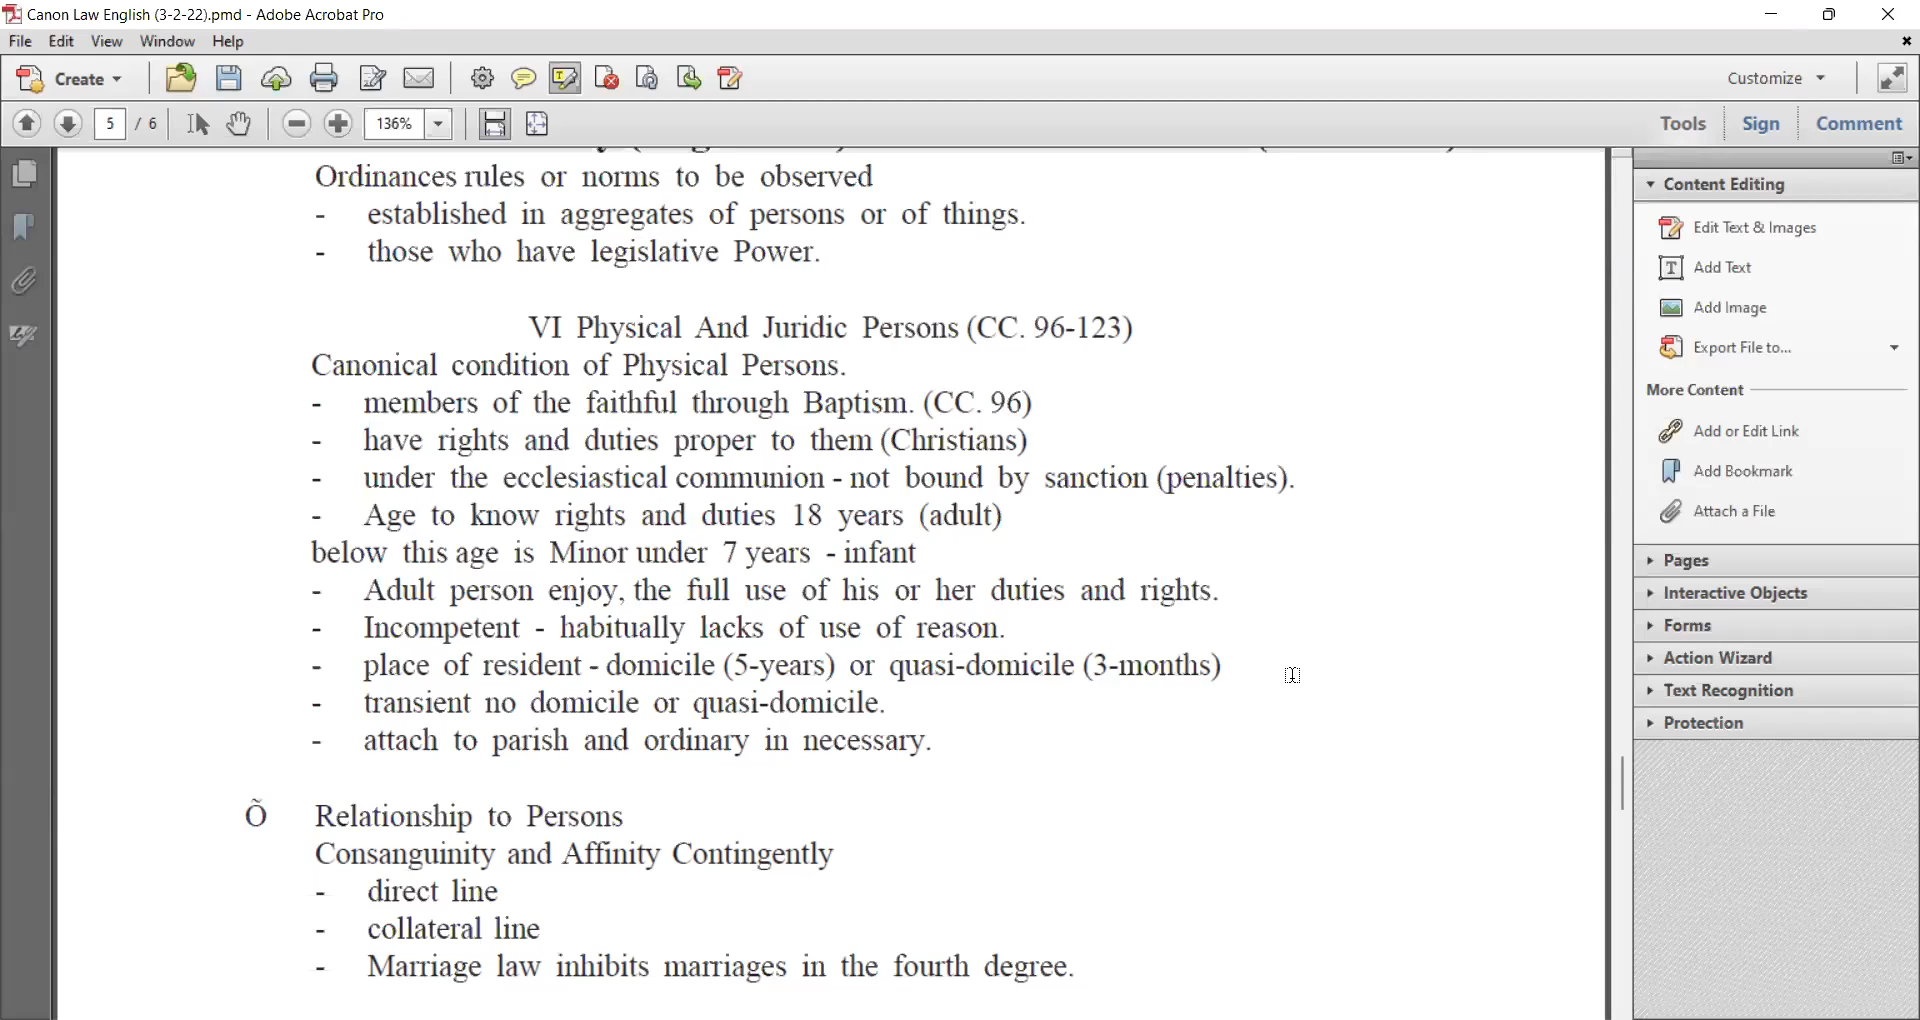 Canon Law English (3-2-22).pmd - Adobe Acrobat Pro
File Edit View Window Help
Create Customize
5 / 6 136% Tools Sign Comment
Ordinances rules or norms to be observed
- established in aggregates of persons or of things.
- those who have legislative Power.
VI Physical And Juridic Persons (CC. 96-123)
Canonical condition of Physical Persons.
- members of the faithful through Baptism. (CC. 96)
- have rights and duties proper to them (Christians)
- under the ecclesiastical communion - not bound by sanction (penalties).
- Age to know rights and duties 18 years (adult)
below this age is Minor under 7 years - infant
- Adult person enjoy, the full use of his or her duties and rights.
- Incompetent - habitually lacks of use of reason.
- place of resident - domicile (5-years) or quasi-domicile (3-months)
- transient no domicile or quasi-domicile.
- attach to parish and ordinary in necessary.
Õ Relationship to Persons
Consanguinity and Affinity Contingently
- direct line
- collateral line
- Marriage law inhibits marriages in the fourth degree.
Content Editing
Edit Text & Images
Add Text
Add Image
Export File to...
More Content
Add or Edit Link
Add Bookmark
Attach a File
Pages
Interactive Objects
Forms
Action Wizard
Text Recognition
Protection